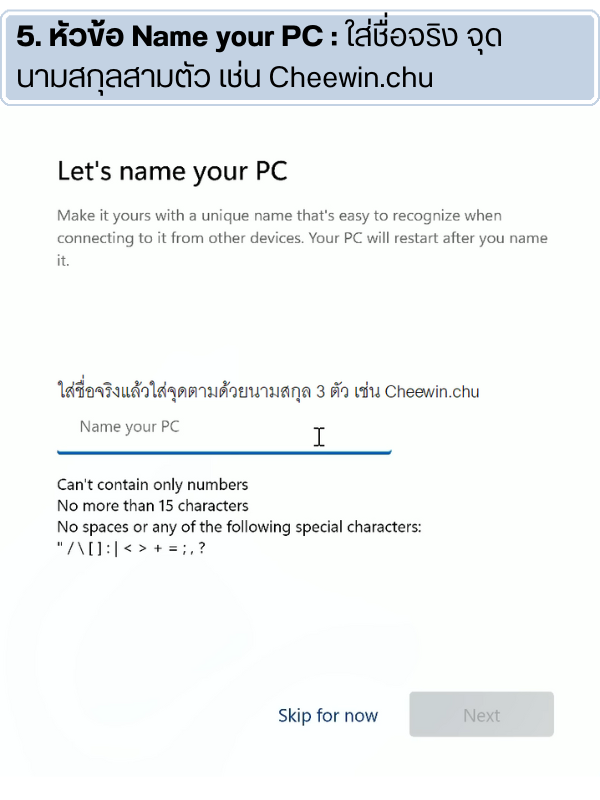 5. หัวข้อ Name your PC : ใส่ชื่อจริง จุด
นามสกุลสามตัว เช่น Cheewin.chu
Let's name your PC
Make it yours with a unique name that's easy to recognize when
connecting to it from other devices. Your PC will restart after you name
it.
ใส่ชื่อจริงแล้วใส่จุดตามด้วยนามสกุล 3 ตัว เช่น Cheewin.chu
Name your PC
Can't contain only numbers
No more than 15 characters
No spaces or any of the following special characters:
" / \ [ ] : | < > + = ; , ?
Skip for now
Next